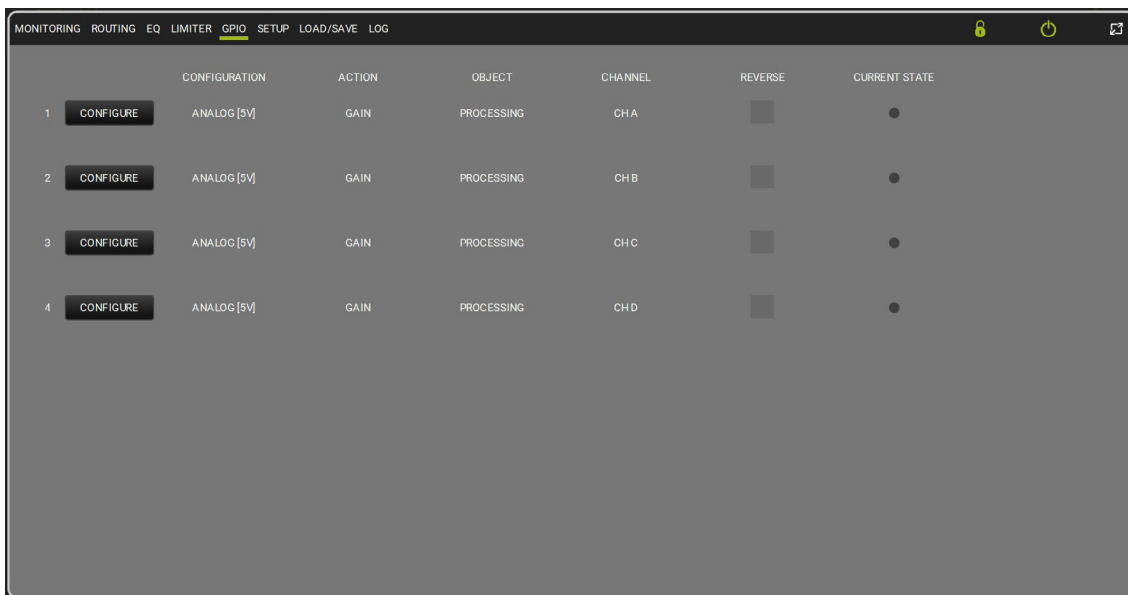 MONITORING ROUTING EQ LIMITER GPIO SETUP LOAD/SAVE LOG
CONFIGURATION ACTION OBJECT CHANNEL REVERSE CURRENT STATE
1 CONFIGURE ANALOG [5V] GAIN PROCESSING CH A
2 CONFIGURE ANALOG [5V] GAIN PROCESSING CH B
3 CONFIGURE ANALOG [5V] GAIN PROCESSING CH C
4 CONFIGURE ANALOG [5V] GAIN PROCESSING CH D